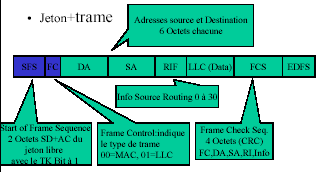 • Jeton+trame
Adresses source et Destination
6 Octets chacune
SFS FC DA SA RIF LLC (Data) FCS EDFS
Info Source Routing 0 à 30
Start of Frame Sequence
2 Octets SD+AC du
jeton libre
avec le TK Bit à 1
Frame Control:indique
le type de trame
00=MAC, 01=LLC
Frame Check Seq.
4 Octets (CRC)
FC,DA,SA,RI,Info